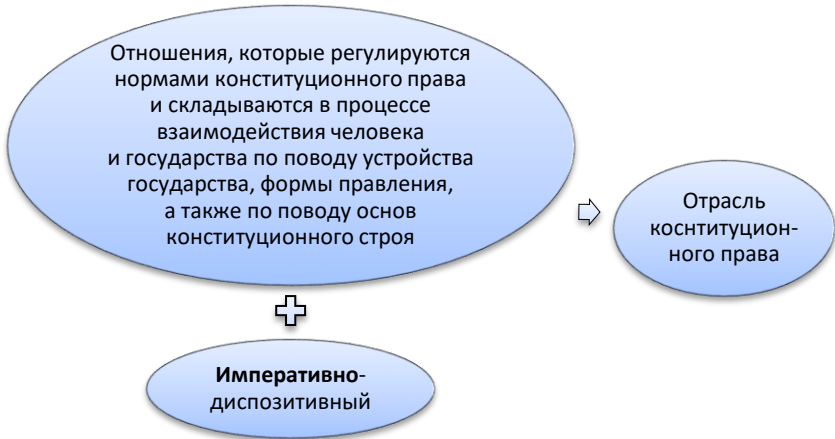 Отношения, которые регулируются
нормами конституционного права
и складываются в процессе
взаимодействия человека
и государства по поводу устройства
государства, формы правления,
а также по поводу основ
конституционного строя
Отрасль
коснтитуцион-
ного права
Императивно-
диспозитивный